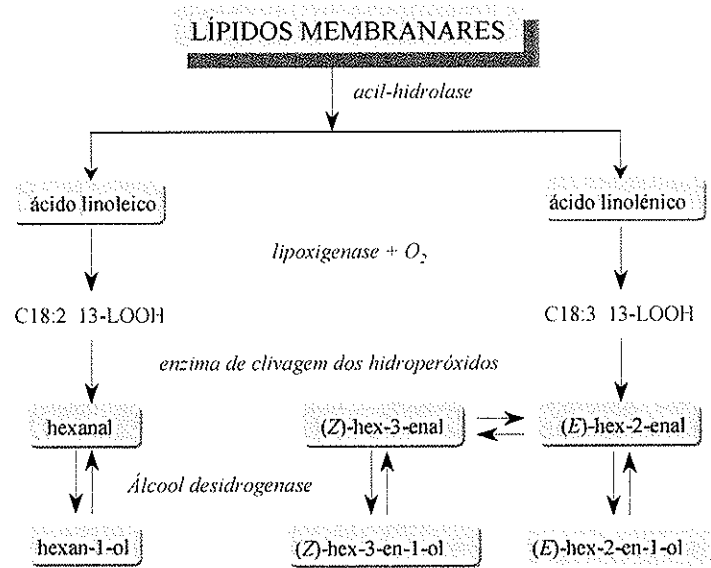 LÍPIDOS MEMBRANARES
acil-hidrolase
ácido linoleico
ácido linolénico
lipoxigenase + O₂
C18:2 13-LOOH
C18:3 13-LOOH
enzima de clivagem dos hidroperóxidos
hexanal
(Z)-hex-3-enal
(E)-hex-2-enal
Álcool desidrogenase
hexan-1-ol
(Z)-hex-3-en-1-ol
(E)-hex-2-en-1-ol